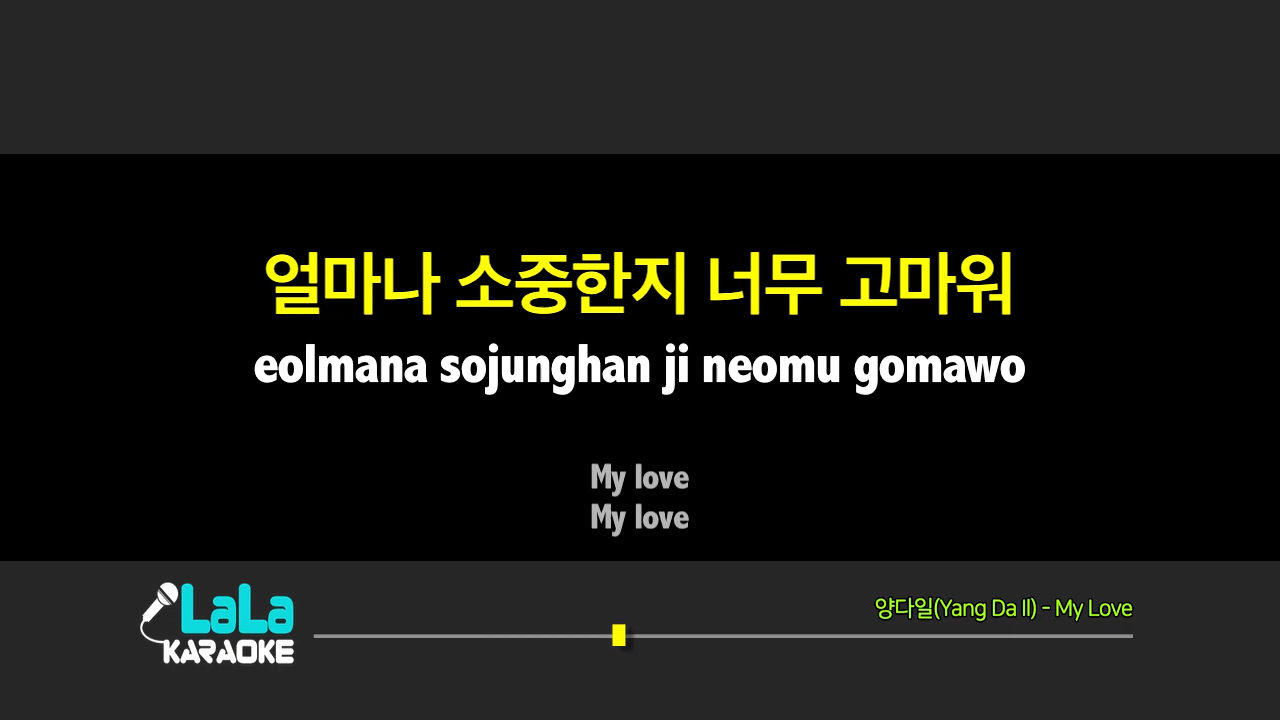 얼마나 소중한지 너무 고마워
eolmana sojunghan ji neomu gomawo
My love
My love
양다일(Yang Da Il) - My Love
LaLa
KARAOKE